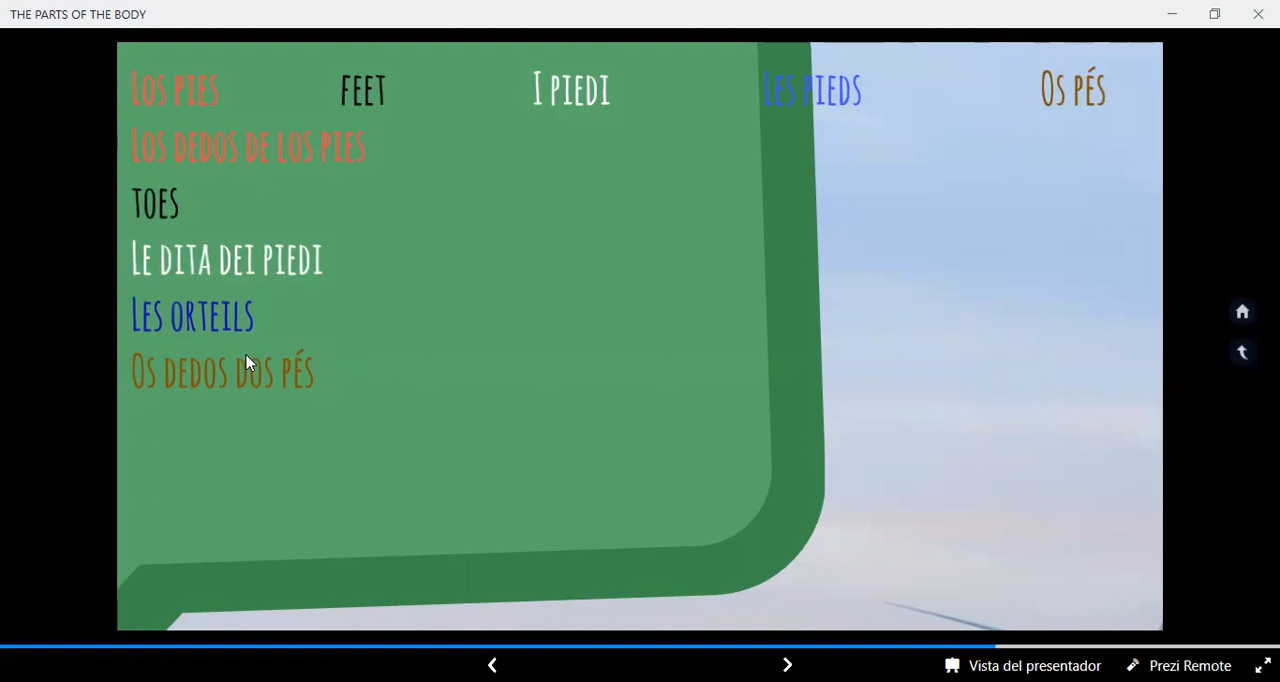 THE PARTS OF THE BODY
Los pies FEET I piedi Les pieds Os pés
Los dedos de los pies
TOES
Le dita dei piedi
Les orteils
Os dedos dos pés
Vista del presentador Prezi Remote